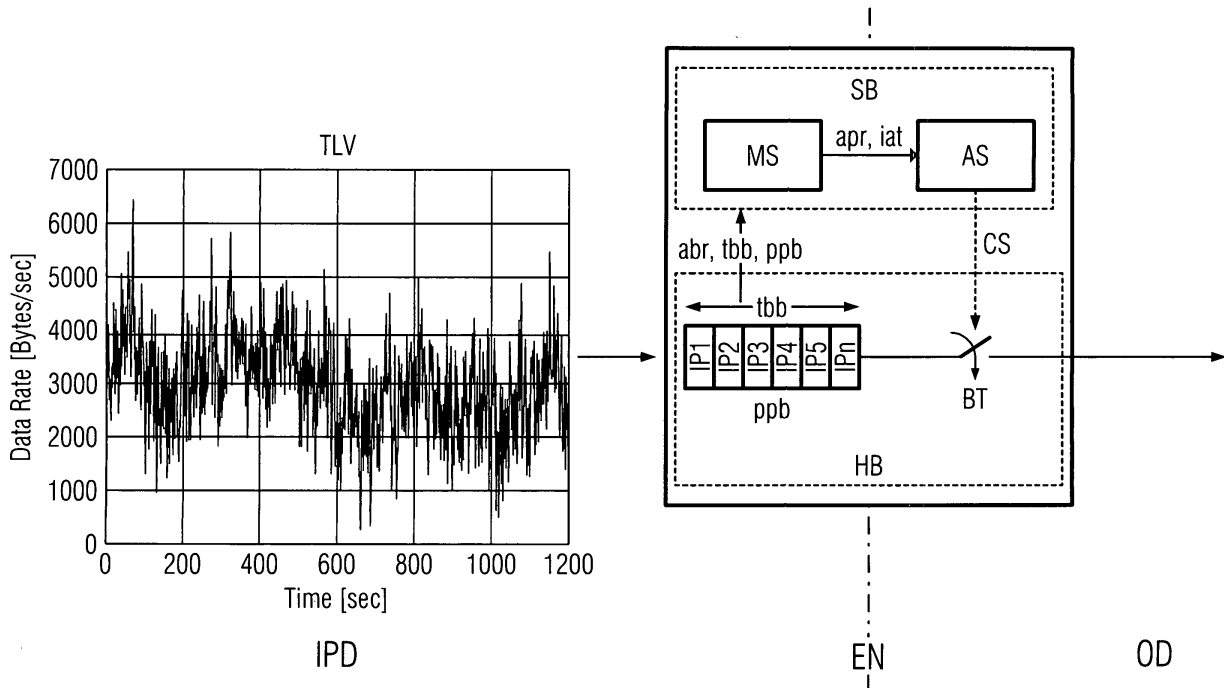 TLV
7000
6000
5000
4000
3000
2000
1000
0
Data Rate [Bytes/sec]
0 200 400 600 800 1000 1200
Time [sec]
IPD
SB
MS
apr, iat
AS
abr, tbb, ppb
CS
tbb
IP1 IP2 IP3 IP4 IP5 IPn
ppb
BT
HB
EN
OD